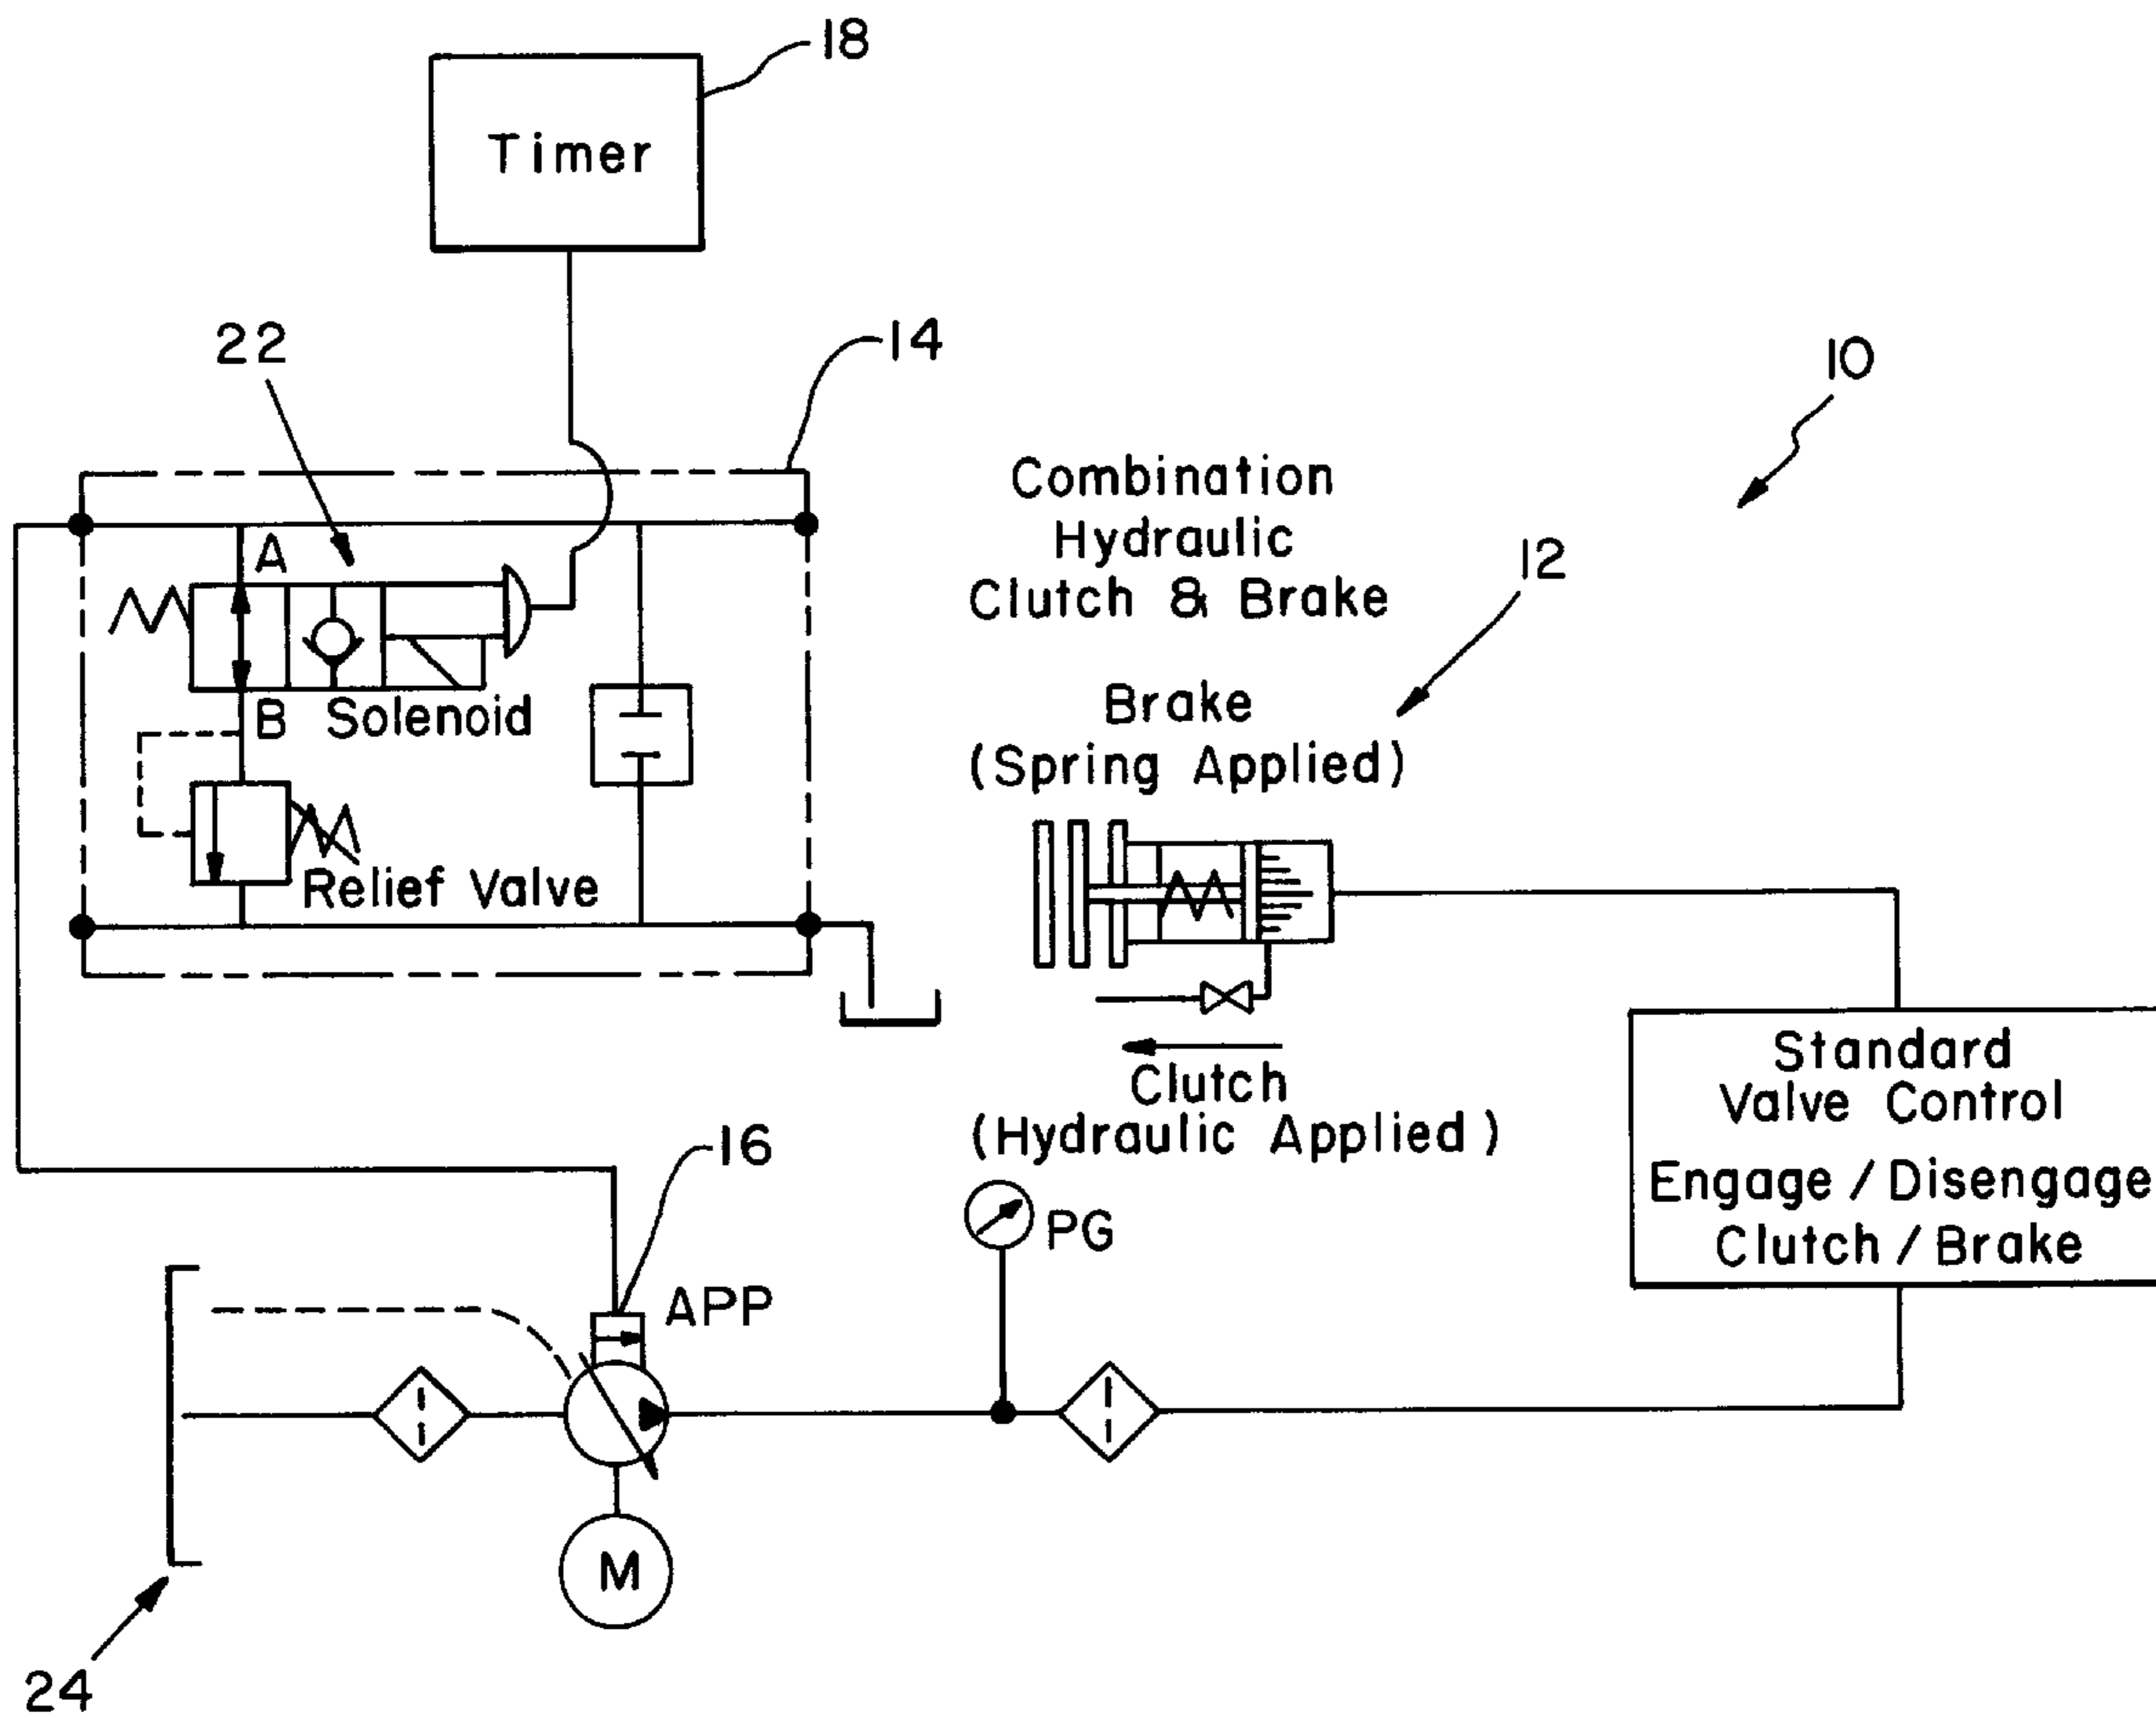 18
Timer
22
14
10
Combination
Hydraulic
Clutch & Brake
12
A
B
Solenoid
Brake
(Spring Applied)
Relief Valve
Clutch
(Hydraulic Applied)
Standard
Valve Control
Engage / Disengage
Clutch / Brake
16
PG
APP
M
24